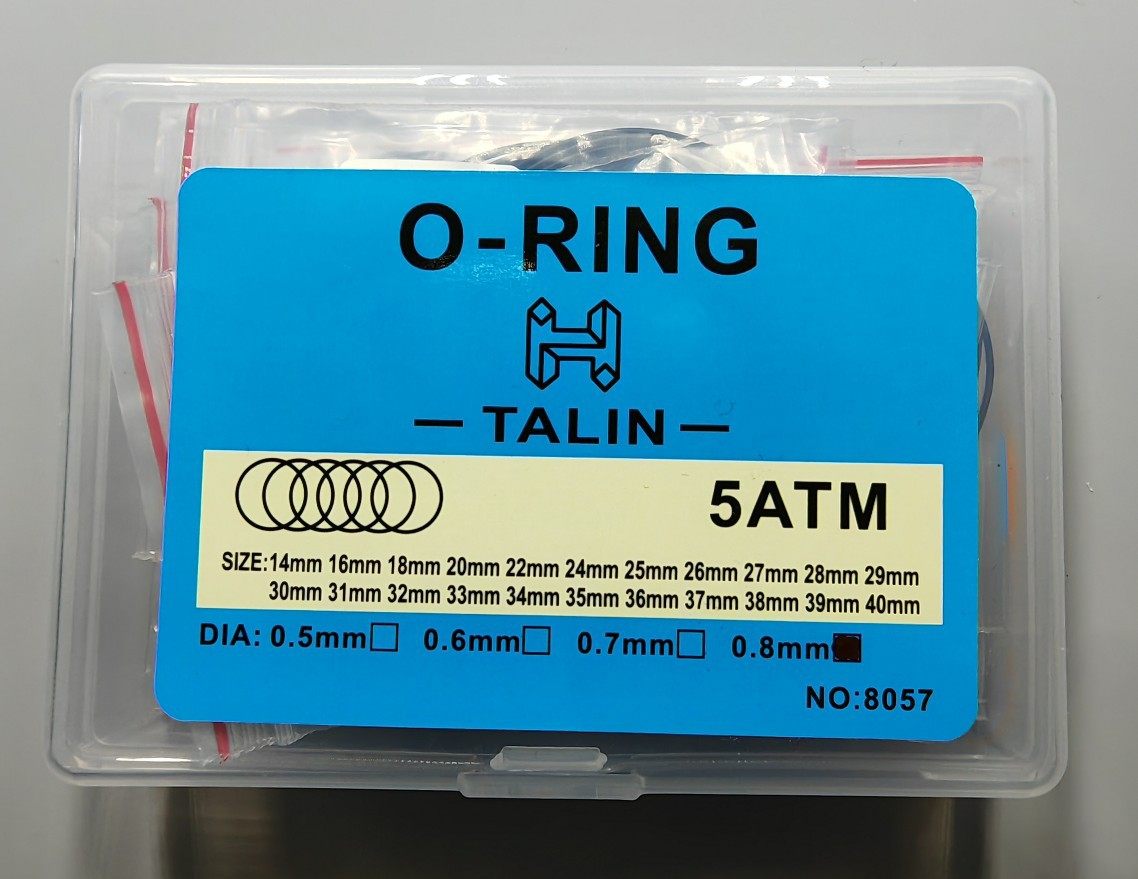 O-RING
— TALIN —
5ATM
SIZE:14mm 16mm 18mm 20mm 22mm 24mm 25mm 26mm 27mm 28mm 29mm
30mm 31mm 32mm 33mm 34mm 35mm 36mm 37mm 38mm 39mm 40mm
DIA: 0.5mm☐ 0.6mm☐ 0.7mm☐ 0.8mm■
NO:8057